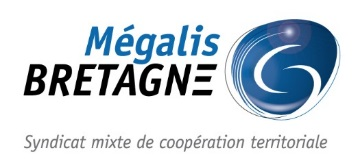 Mégalis
BRETAGNE
Syndicat mixte de coopération territoriale